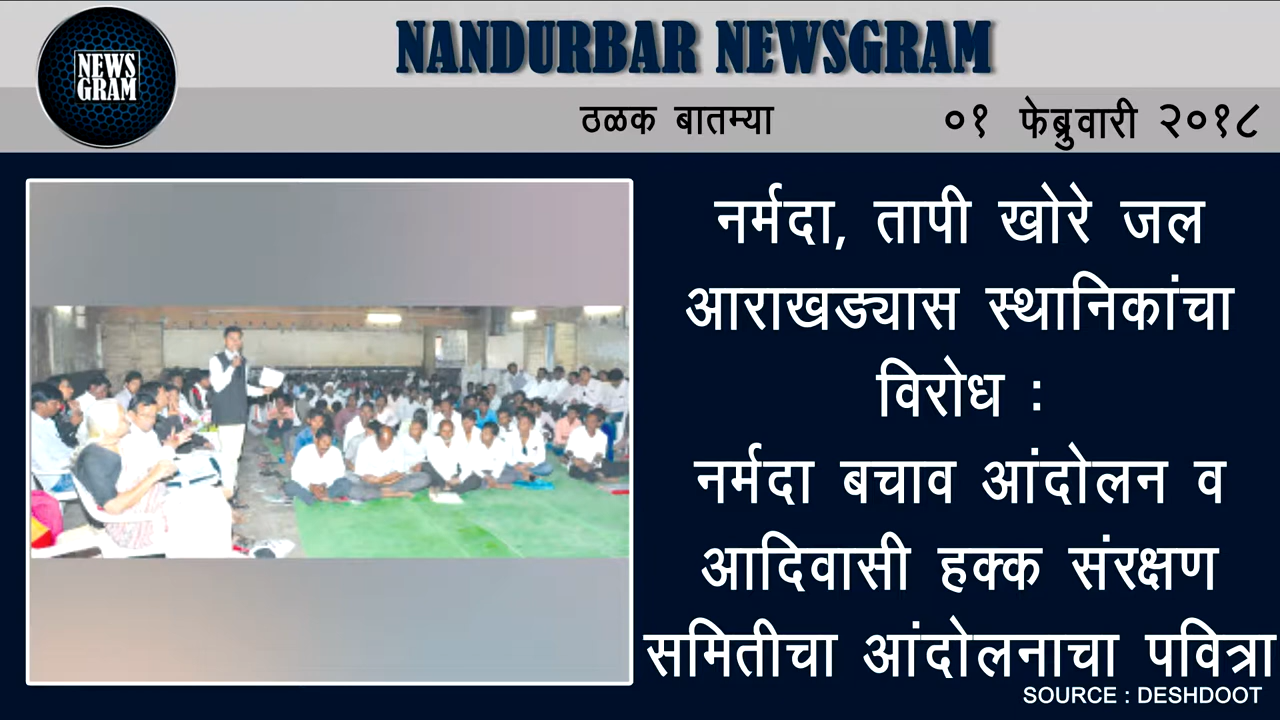 NEWS
GRAM
NANDURBAR NEWSGRAM
ठळक बातम्या
०१ फेब्रुवारी २०१८
नर्मदा, तापी खोरे जल
आराखड्यास स्थानिकांचा
विरोध :
नर्मदा बचाव आंदोलन व
आदिवासी हक्क संरक्षण
समितीचा आंदोलनाचा पवित्रा
SOURCE : DESHDOOT